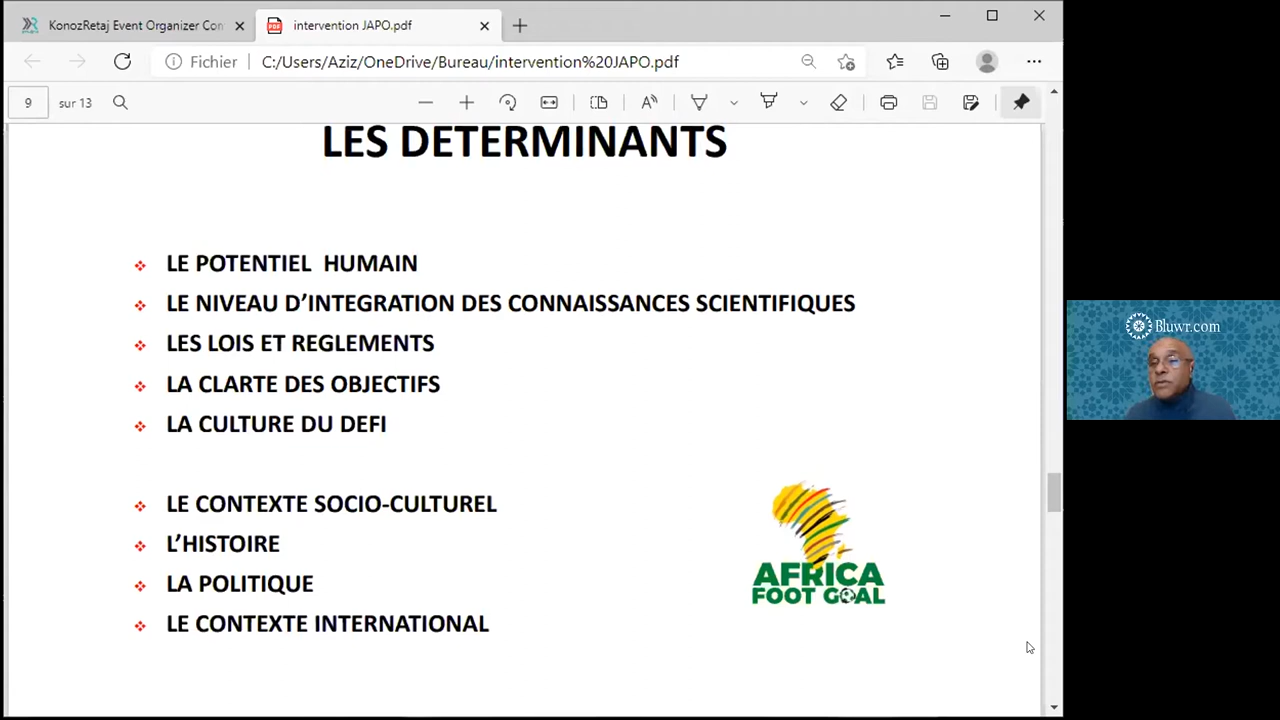 KonozRetaj Event Organizer Con
intervention JAPO.pdf
Fichier
C:/Users/Aziz/OneDrive/Bureau/intervention%20JAPO.pdf
9 sur 13
LES DETERMINANTS
LE POTENTIEL HUMAIN
LE NIVEAU D’INTEGRATION DES CONNAISSANCES SCIENTIFIQUES
LES LOIS ET REGLEMENTS
LA CLARTE DES OBJECTIFS
LA CULTURE DU DEFI
LE CONTEXTE SOCIO-CULTUREL
L’HISTOIRE
LA POLITIQUE
LE CONTEXTE INTERNATIONAL
AFRICA
FOOT GOAL
Bluwr.com